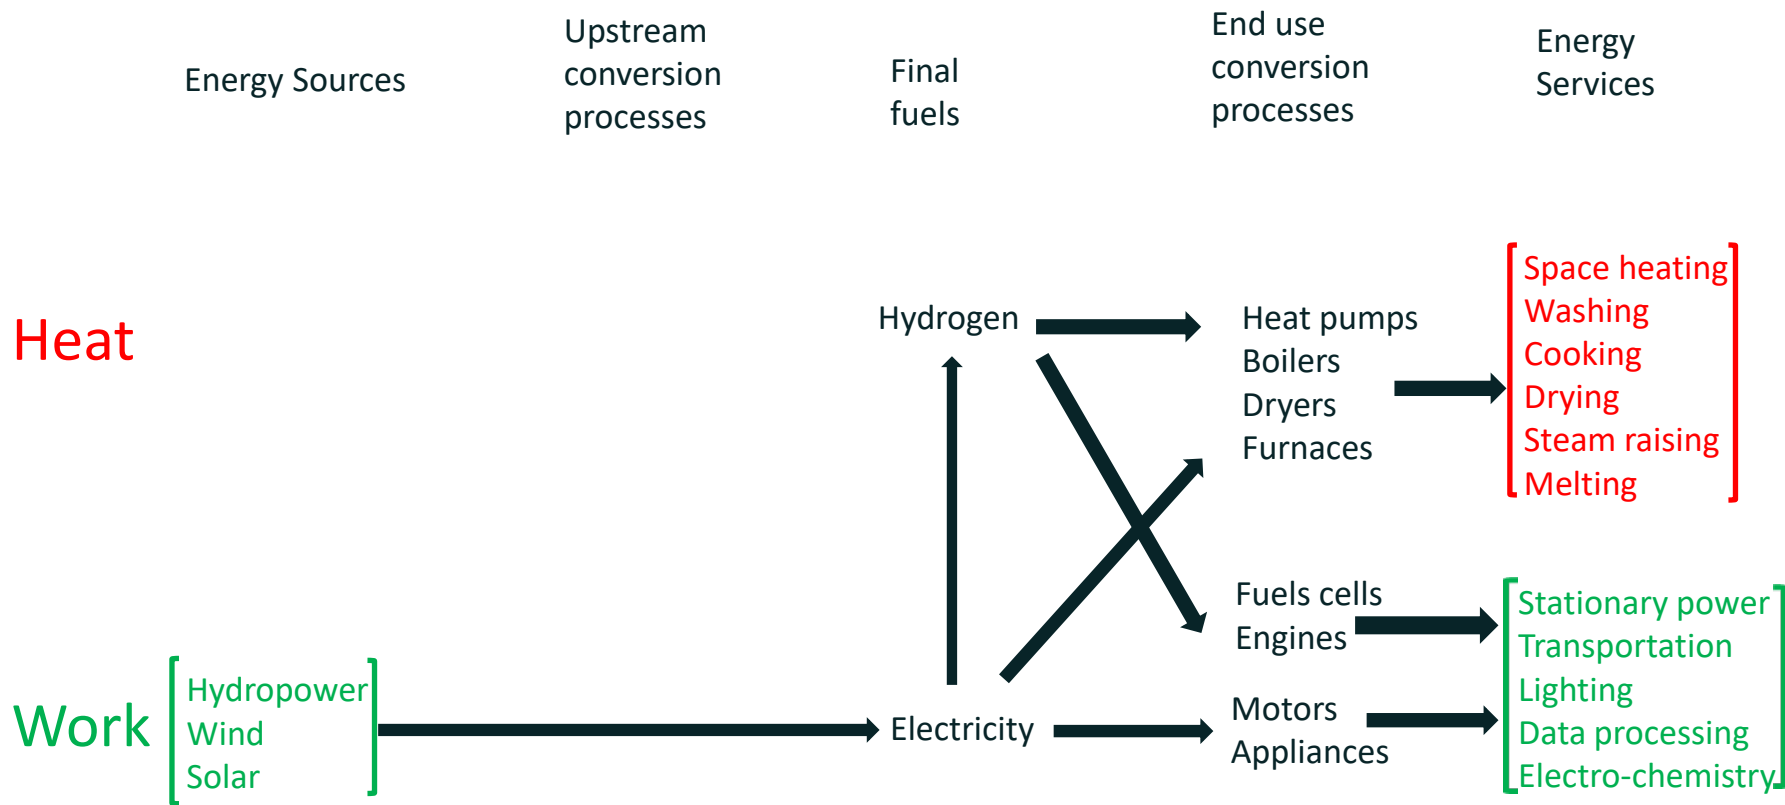 Energy Sources
Upstream
conversion
processes
Final
fuels
End use
conversion
processes
Energy
Services
Heat
Hydrogen
Heat pumps
Boilers
Dryers
Furnaces
Space heating
Washing
Cooking
Drying
Steam raising
Melting
Work
Hydropower
Wind
Solar
Electricity
Fuels cells
Engines
Motors
Appliances
Stationary power
Transportation
Lighting
Data processing
Electro-chemistry